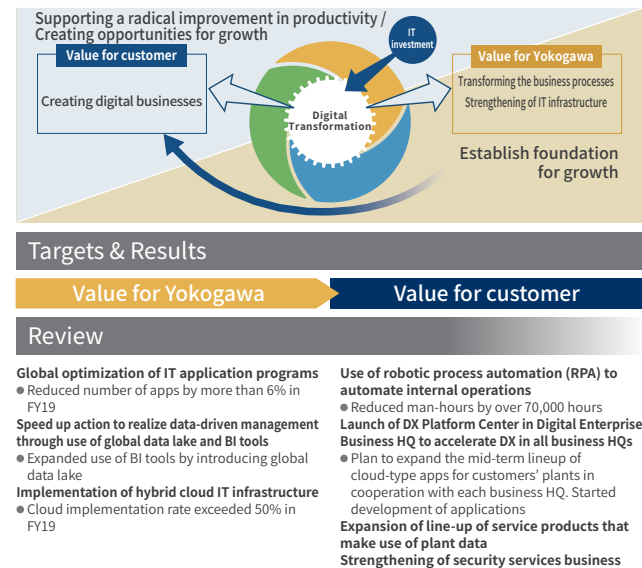 Supporting a radical improvement in productivity /
Creating opportunities for growth
IT
investment
Value for customer
Creating digital businesses
Digital
Transformation
Value for Yokogawa
Transforming the business processes
Strengthening of IT infrastructure
Establish foundation
for growth
Targets & Results
Value for Yokogawa
Value for customer
Review
Global optimization of IT application programs
● Reduced number of apps by more than 6% in
FY19
Speed up action to realize data-driven management
through use of global data lake and BI tools
● Expanded use of BI tools by introducing global
data lake
Implementation of hybrid cloud IT infrastructure
● Cloud implementation rate exceeded 50% in
FY19
Use of robotic process automation (RPA) to
automate internal operations
● Reduced man-hours by over 70,000 hours
Launch of DX Platform Center in Digital Enterprise
Business HQ to accelerate DX in all business HQs
● Plan to expand the mid-term lineup of
cloud-type apps for customers' plants in
cooperation with each business HQ. Started
development of applications
Expansion of line-up of service products that
make use of plant data
Strengthening of security services business